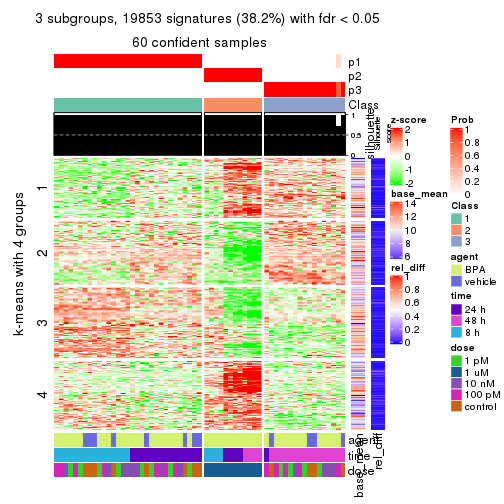 3 subgroups, 19853 signatures (38.2%) with fdr < 0.05
60 confident samples
p1
p2
p3
Class
1
0.5
0
silhouette
score
k-means with 4 groups
1
2
3
4
agent
time
dose
base_mean
rel_diff
z-score
2
1
0
-1
-2
base_mean
14
12
10
8
6
rel_diff
1
0.8
0.6
0.4
0.2
0
Prob
1
0.8
0.6
0.4
0.2
0
Class
1
2
3
agent
BPA
vehicle
time
24 h
48 h
8 h
dose
1 pM
1 uM
10 nM
100 pM
control